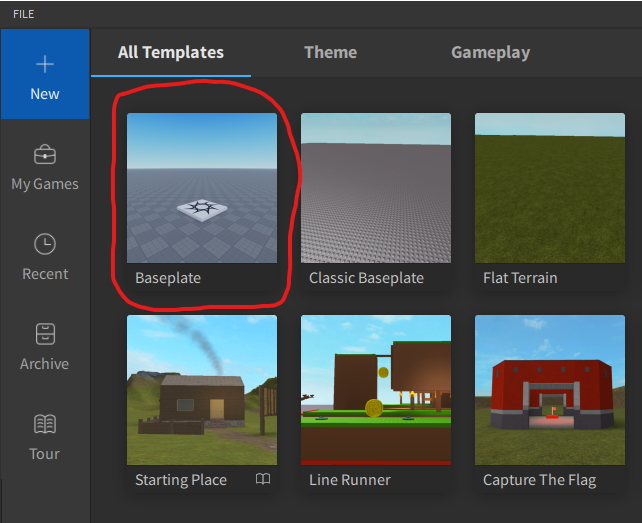 FILE
New
My Games
Recent
Archive
Tour
All Templates Theme Gameplay
Baseplate Classic Baseplate Flat Terrain
Starting Place Line Runner Capture The Flag